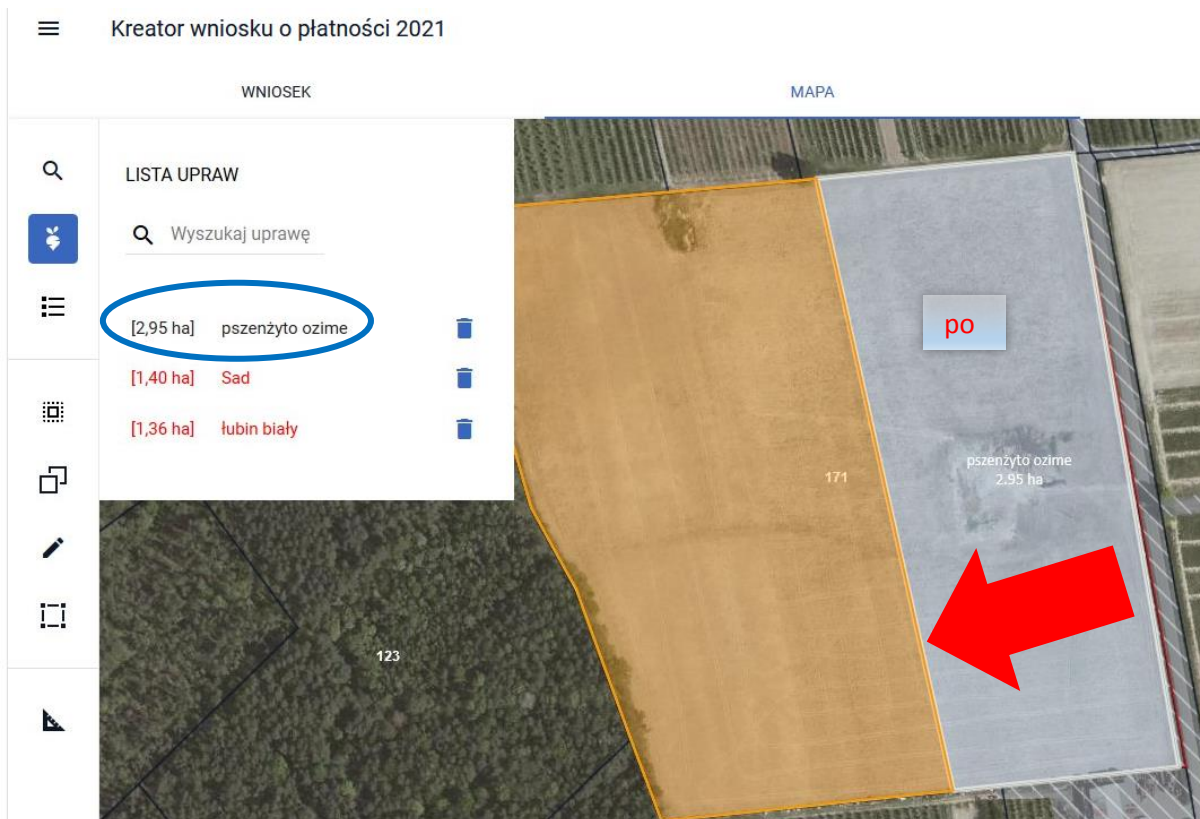 Kreator wniosku o płatności 2021
WNIOSEK
MAPA
LISTA UPRAW
Wyszukaj uprawę
[2,95 ha] pszenżyto ozime
[1,40 ha] Sad
[1,36 ha] łubin biały
po
pszenżyto ozime
2.95 ha
171
123